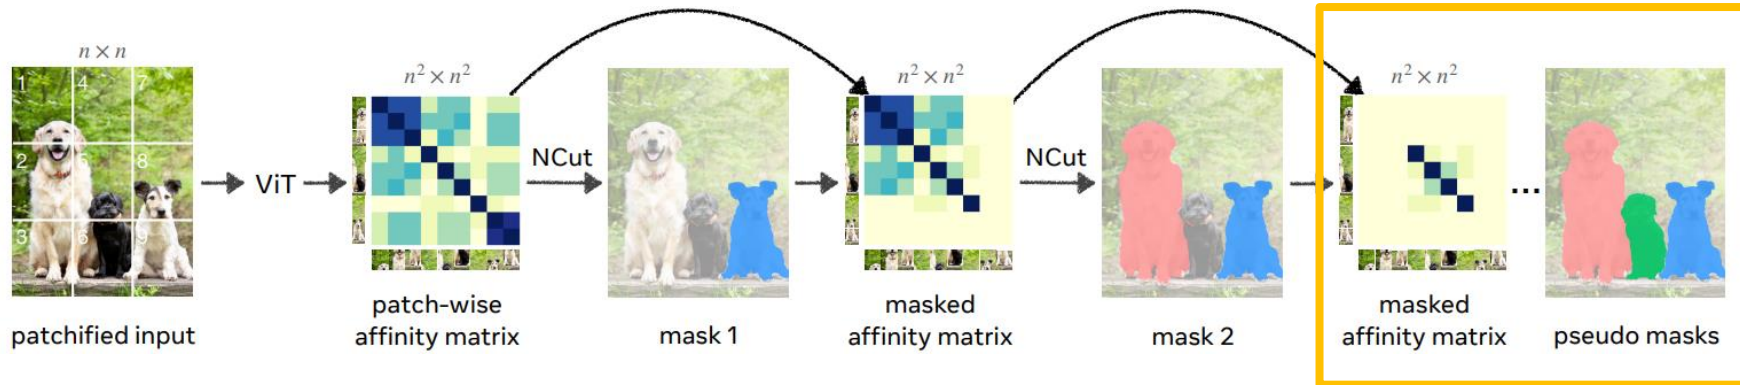 n × n
1 4 7
2 5 8
3 6 9
patchified input
ViT
n² × n²
patch-wise
affinity matrix
NCut
mask 1
n² × n²
masked
affinity matrix
NCut
mask 2
n² × n²
masked
affinity matrix
...
pseudo masks